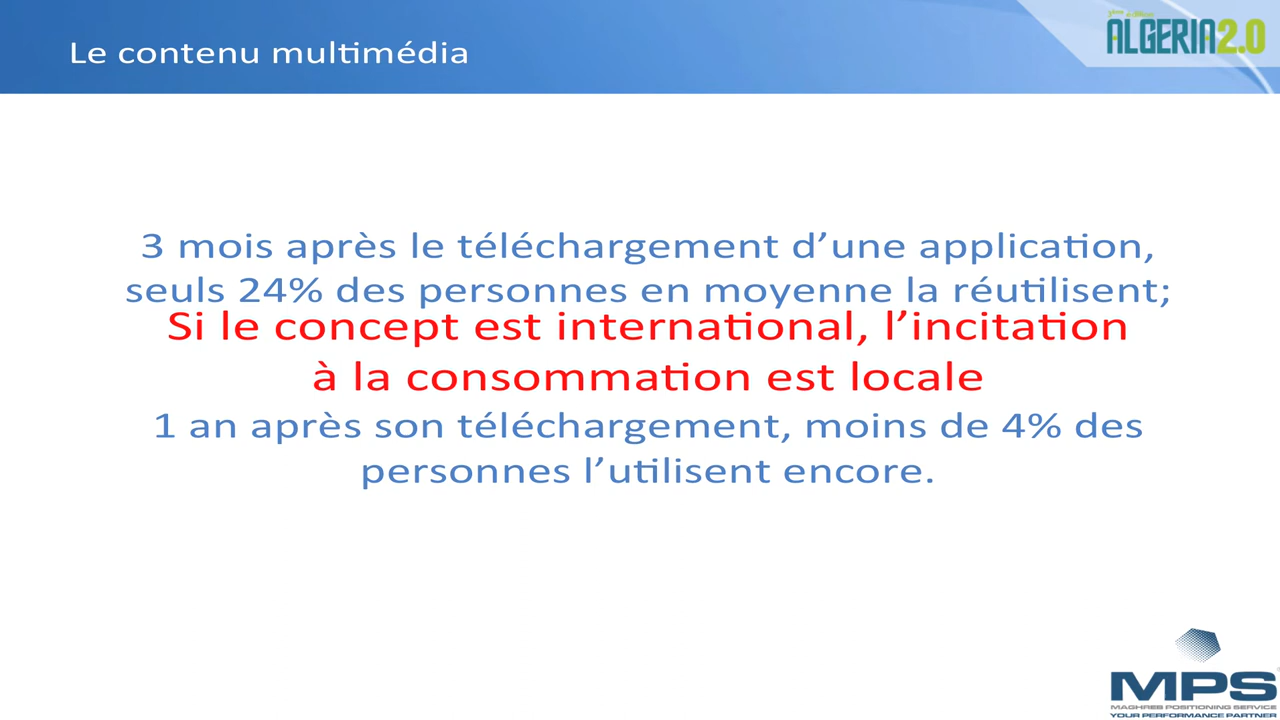 Le contenu multimédia
ALGERIA2.0
3 mois après le téléchargement d’une application,
seuls 24% des personnes en moyenne la réutilisent;
Si le concept est international, l’incitation
à la consommation est locale
1 an après son téléchargement, moins de 4% des
personnes l’utilisent encore.
MPS
MAGHREB POSITIONING SERVICE
YOUR PERFORMANCE PARTNER